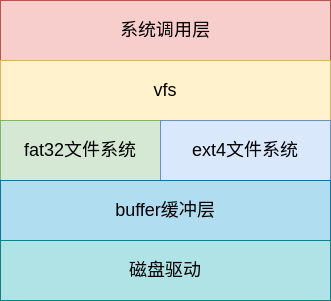 系统调用层
vfs
fat32文件系统
ext4文件系统
buffer缓冲层
磁盘驱动